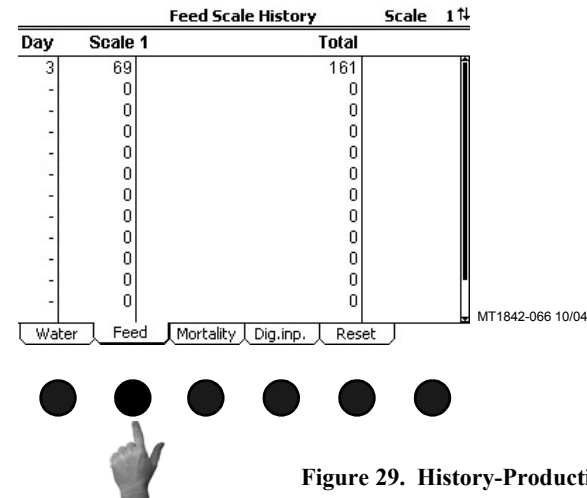 Feed Scale History Scale 1⇅
Day Scale 1 Total
3 69 161
- 0 0
- 0 0
- 0 0
- 0 0
- 0 0
- 0 0
- 0 0
- 0 0
- 0 0
- 0 0
- 0 0
MT1842-066 10/04
Water Feed Mortality Dig.inp. Reset
Figure 29. History-Producti